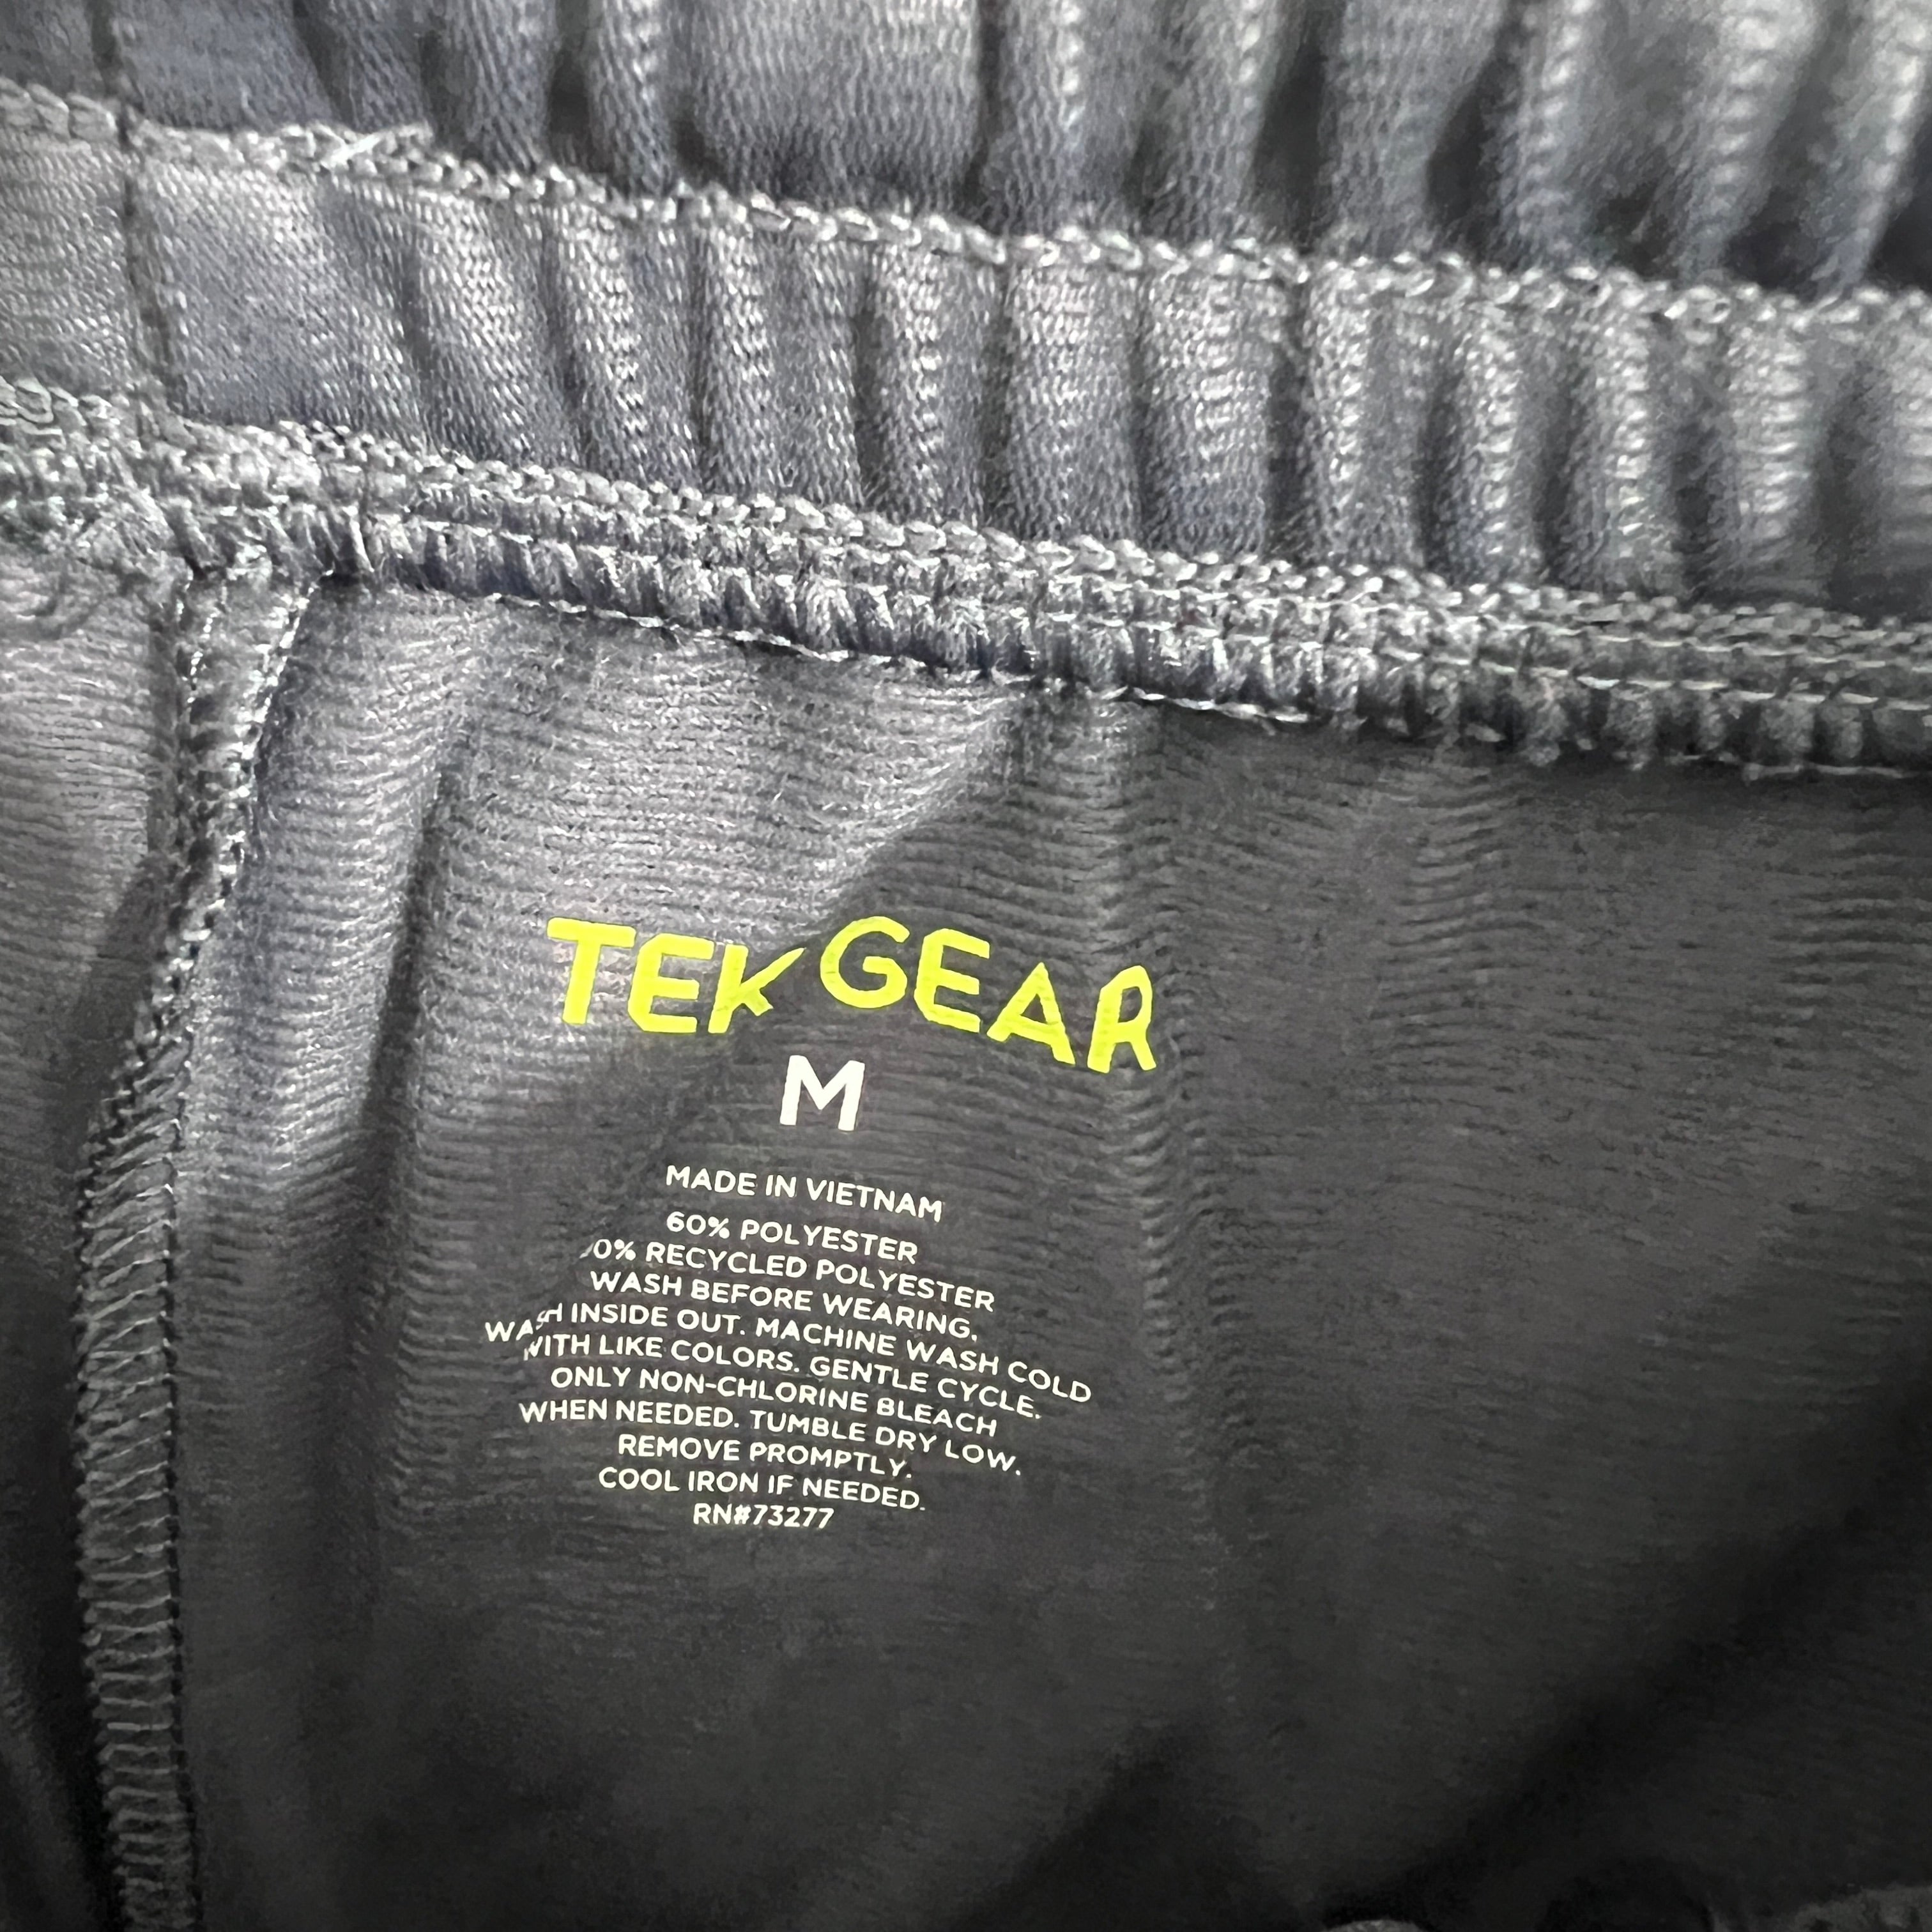 TEK GEAR
M
MADE IN VIETNAM
60% POLYESTER
0% RECYCLED POLYESTER
WASH BEFORE WEARING.
WASH INSIDE OUT. MACHINE WASH COLD
WITH LIKE COLORS. GENTLE CYCLE.
ONLY NON-CHLORINE BLEACH
WHEN NEEDED. TUMBLE DRY LOW.
REMOVE PROMPTLY.
COOL IRON IF NEEDED.
RN#73277